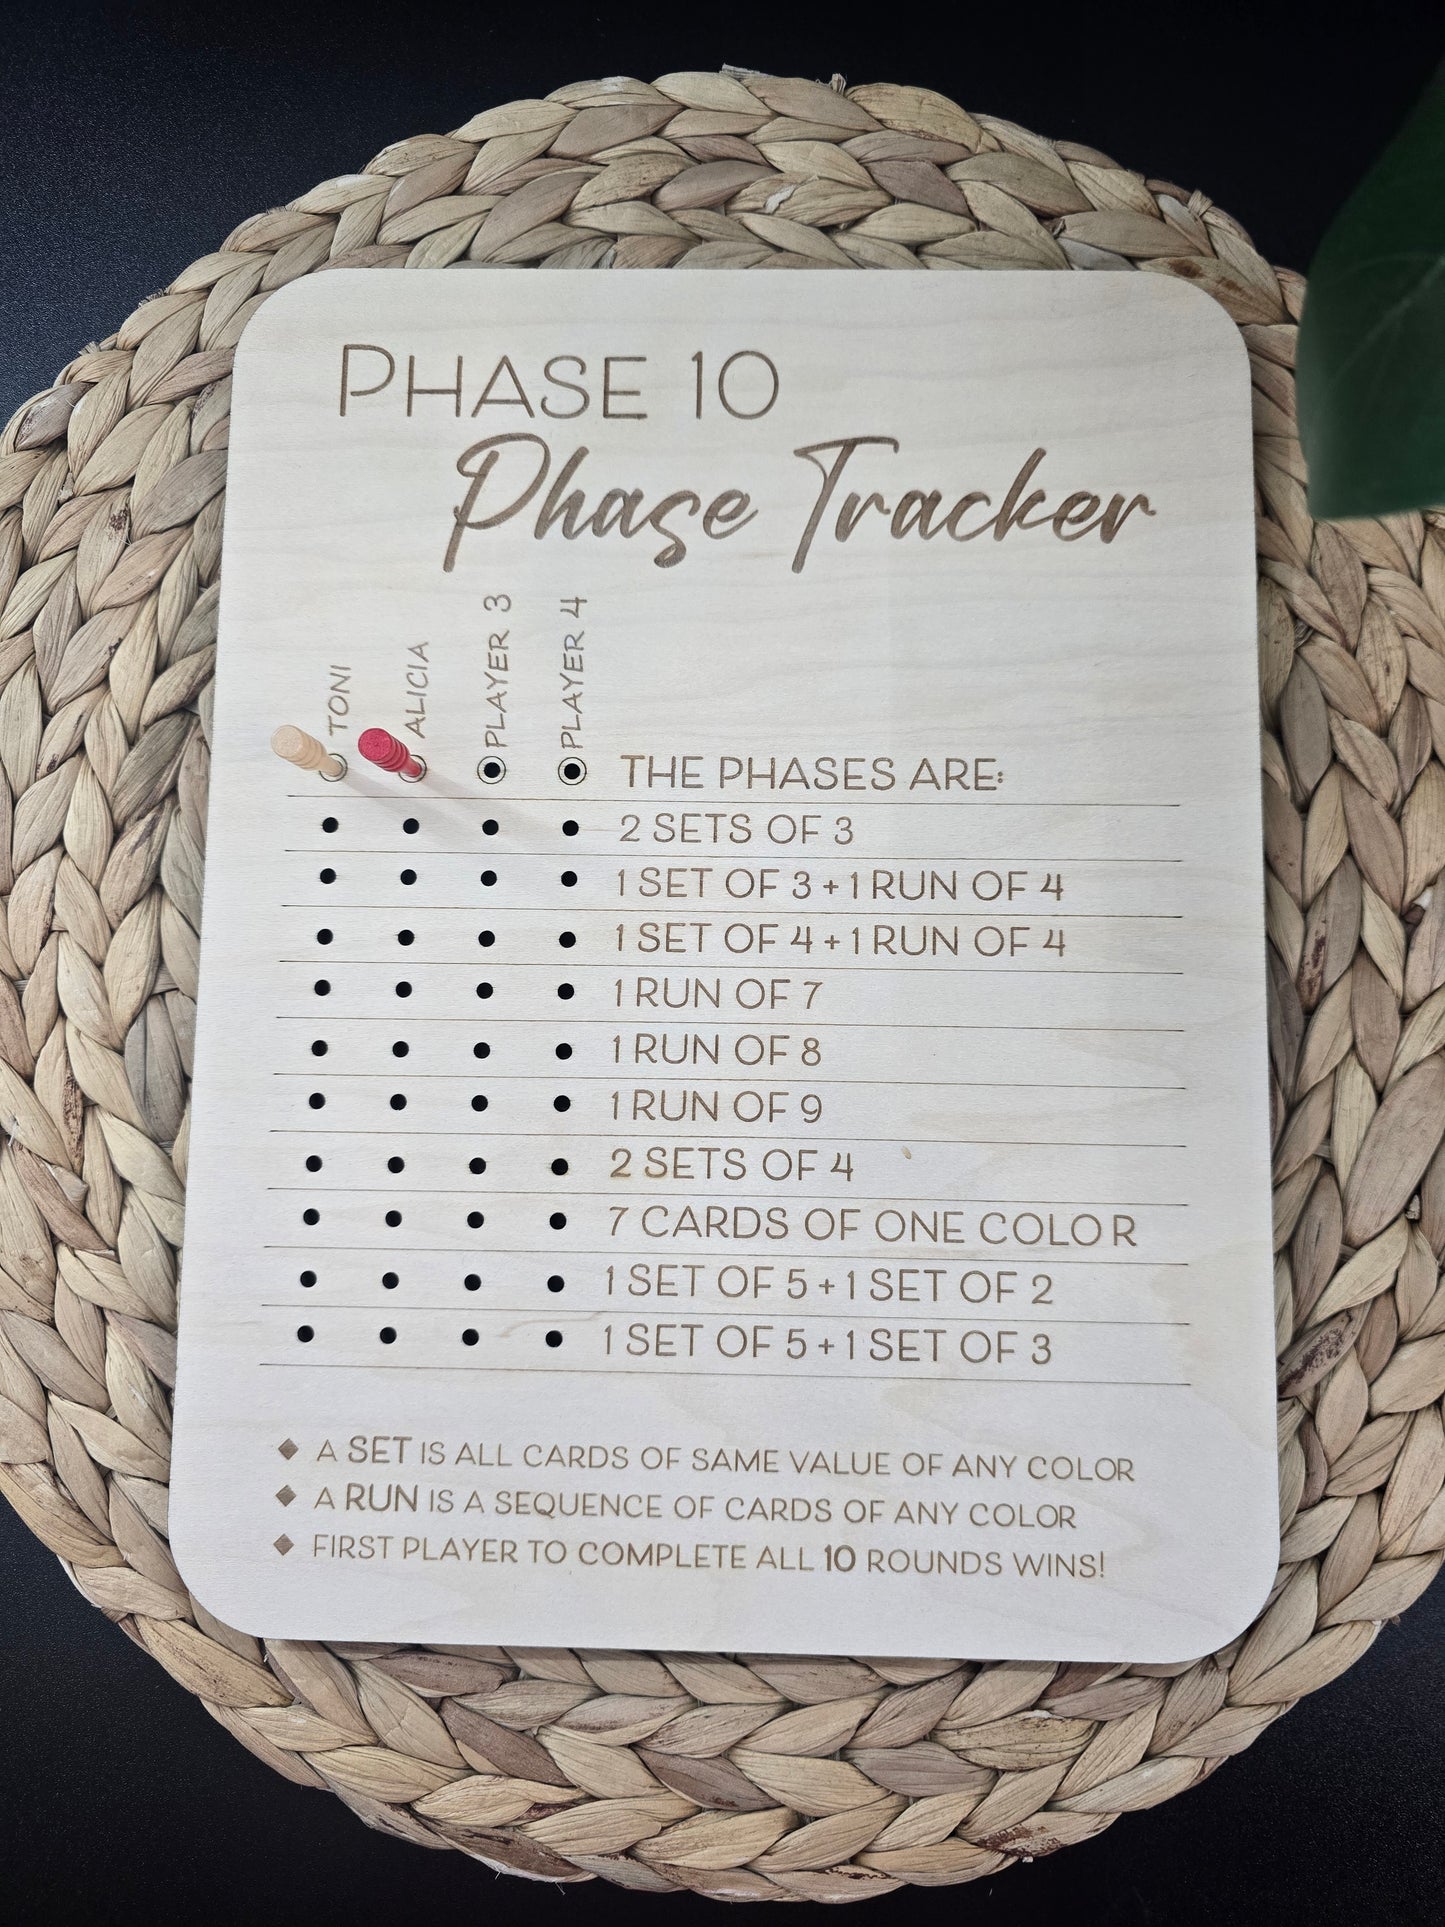 PHASE 10
Phase Tracker
TONI
ALICIA
PLAYER 3
PLAYER 4
THE PHASES ARE:
2 SETS OF 3
1 SET OF 3 + 1 RUN OF 4
1 SET OF 4 + 1 RUN OF 4
1 RUN OF 7
1 RUN OF 8
1 RUN OF 9
2 SETS OF 4
7 CARDS OF ONE COLOR
1 SET OF 5 + 1 SET OF 2
1 SET OF 5 + 1 SET OF 3
◆ A SET IS ALL CARDS OF SAME VALUE OF ANY COLOR
◆ A RUN IS A SEQUENCE OF CARDS OF ANY COLOR
◆ FIRST PLAYER TO COMPLETE ALL 10 ROUNDS WINS!